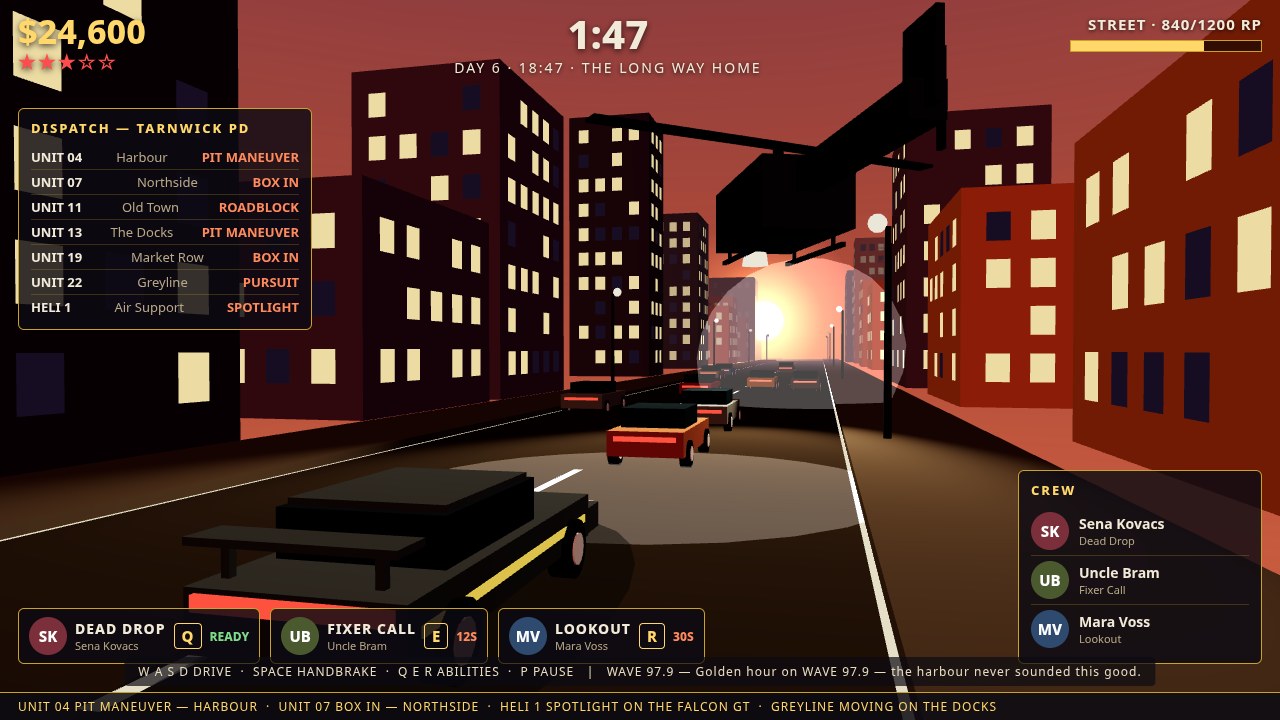 $24,600
★★★☆☆
1:47
DAY 6 · 18:47 · THE LONG WAY HOME
STREET · 840/1200 RP
DISPATCH — TARNWICK PD
UNIT 04 Harbour PIT MANEUVER
UNIT 07 Northside BOX IN
UNIT 11 Old Town ROADBLOCK
UNIT 13 The Docks PIT MANEUVER
UNIT 19 Market Row BOX IN
UNIT 22 Greyline PURSUIT
HELI 1 Air Support SPOTLIGHT
CREW
SK Sena Kovacs
Dead Drop
UB Uncle Bram
Fixer Call
MV Mara Voss
Lookout
SK DEAD DROP Q READY
Sena Kovacs
UB FIXER CALL E 12S
Uncle Bram
MV LOOKOUT R 30S
Mara Voss
W A S D DRIVE · SPACE HANDBRAKE · Q E R ABILITIES · P PAUSE | WAVE 97.9 — Golden hour on WAVE 97.9 — the harbour never sounded this good.
UNIT 04 PIT MANEUVER — HARBOUR · UNIT 07 BOX IN — NORTHSIDE · HELI 1 SPOTLIGHT ON THE FALCON GT · GREYLINE MOVING ON THE DOCKS